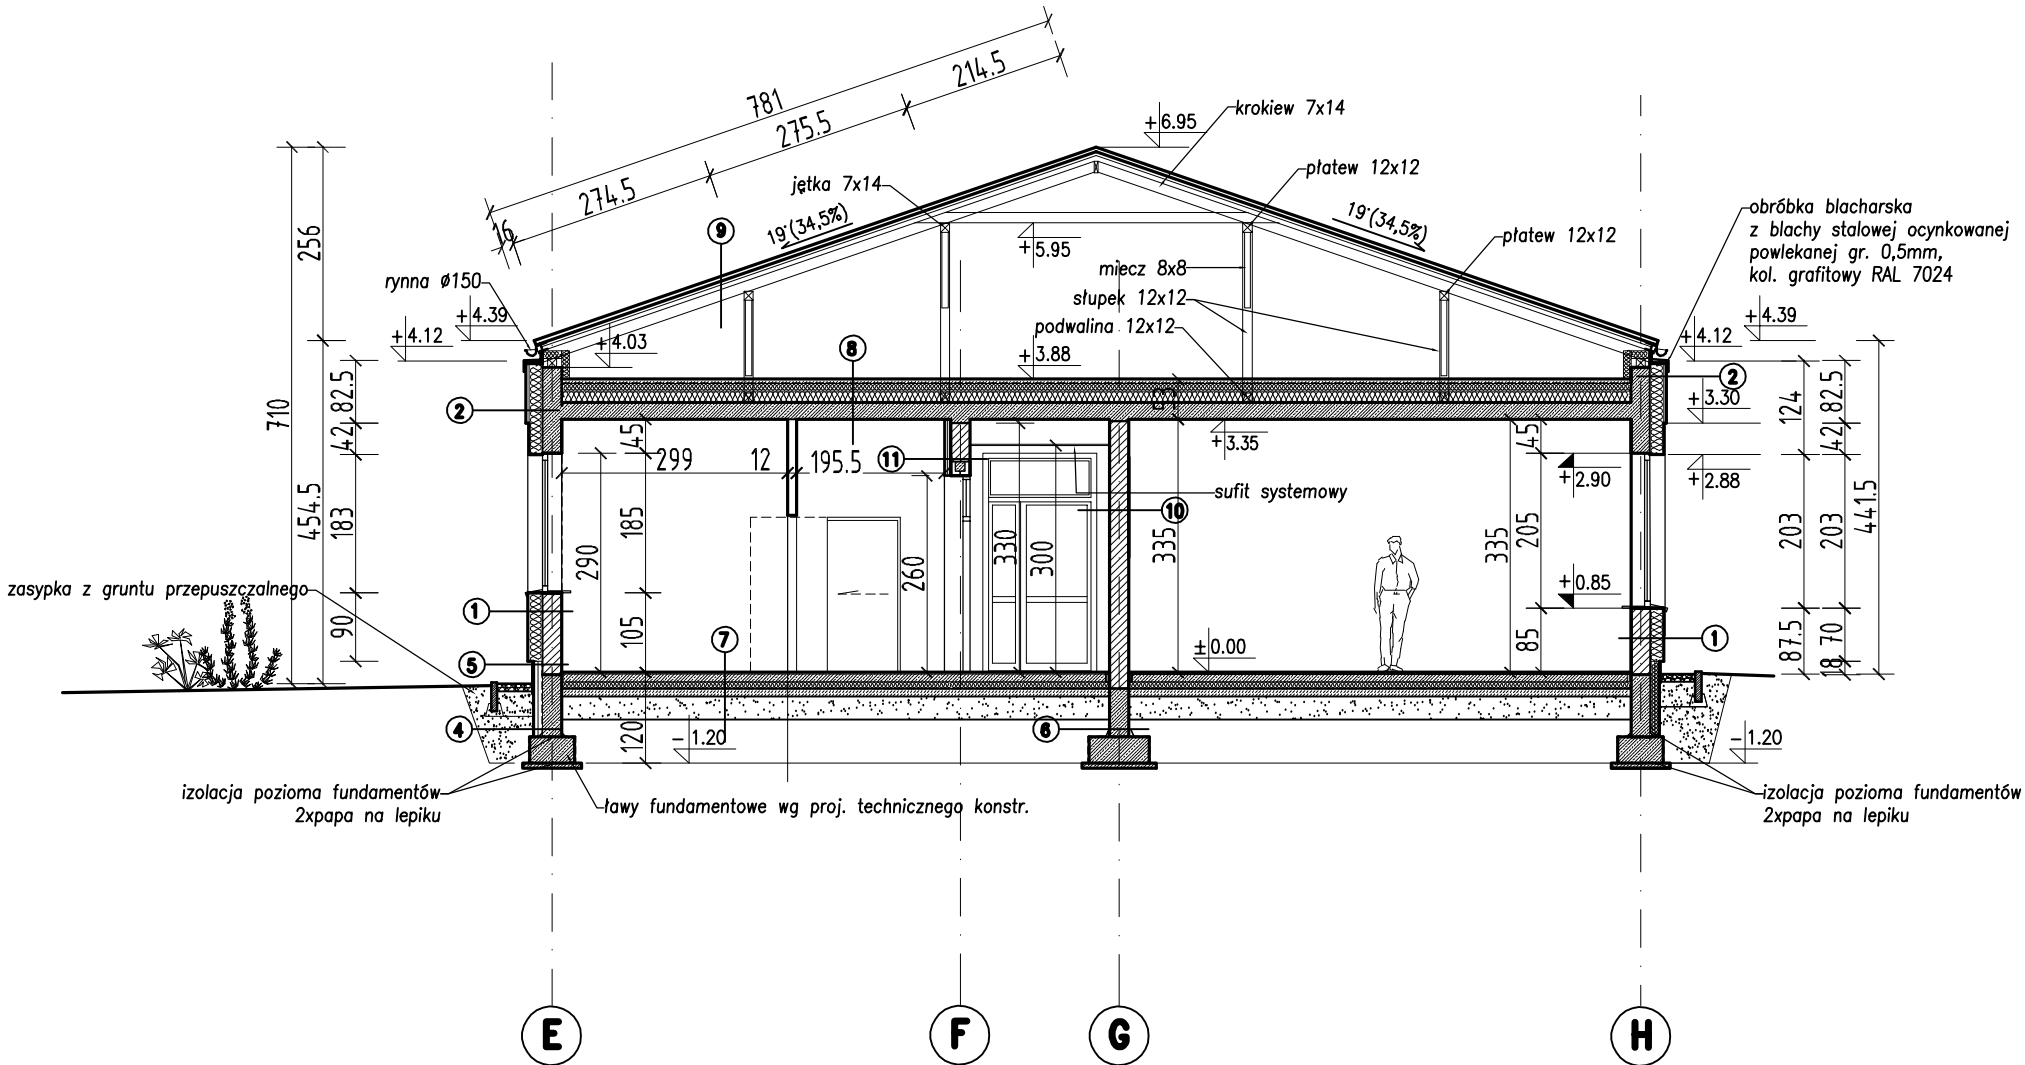 781
214.5
275.5
274.5
16
+6.95
krokiew 7x14
płatew 12x12
jętka 7x14
19°(34,5%)
19°(34,5%)
obróbka blacharska
z blachy stalowej ocynkowanej
powlekanej gr. 0,5mm,
kol. grafitowy RAL 7024
płatew 12x12
9
256
+5.95
miecz 8x8
rynna ø150
słupek 12x12
podwalina 12x12
+4.39
+4.12
+4.03
+3.88
+4.12
+4.39
8
2
2
710
82.5
42
53
+3.30
+3.35
124
82.5
42
45
45
299
12
195.5
11
+2.90
+2.88
sufit systemowy
10
454.5
183
185
290
260
330
300
335
335
205
203
203
441.5
zasypka z gruntu przepuszczalnego
+0.85
1
1
90
105
7
5
±0.00
85
87.5
70
18
4
120
-1.20
6
-1.20
izolacja pozioma fundamentów
2xpapa na lepiku
ławy fundamentowe wg proj. technicznego konstr.
izolacja pozioma fundamentów
2xpapa na lepiku
E
F
G
H